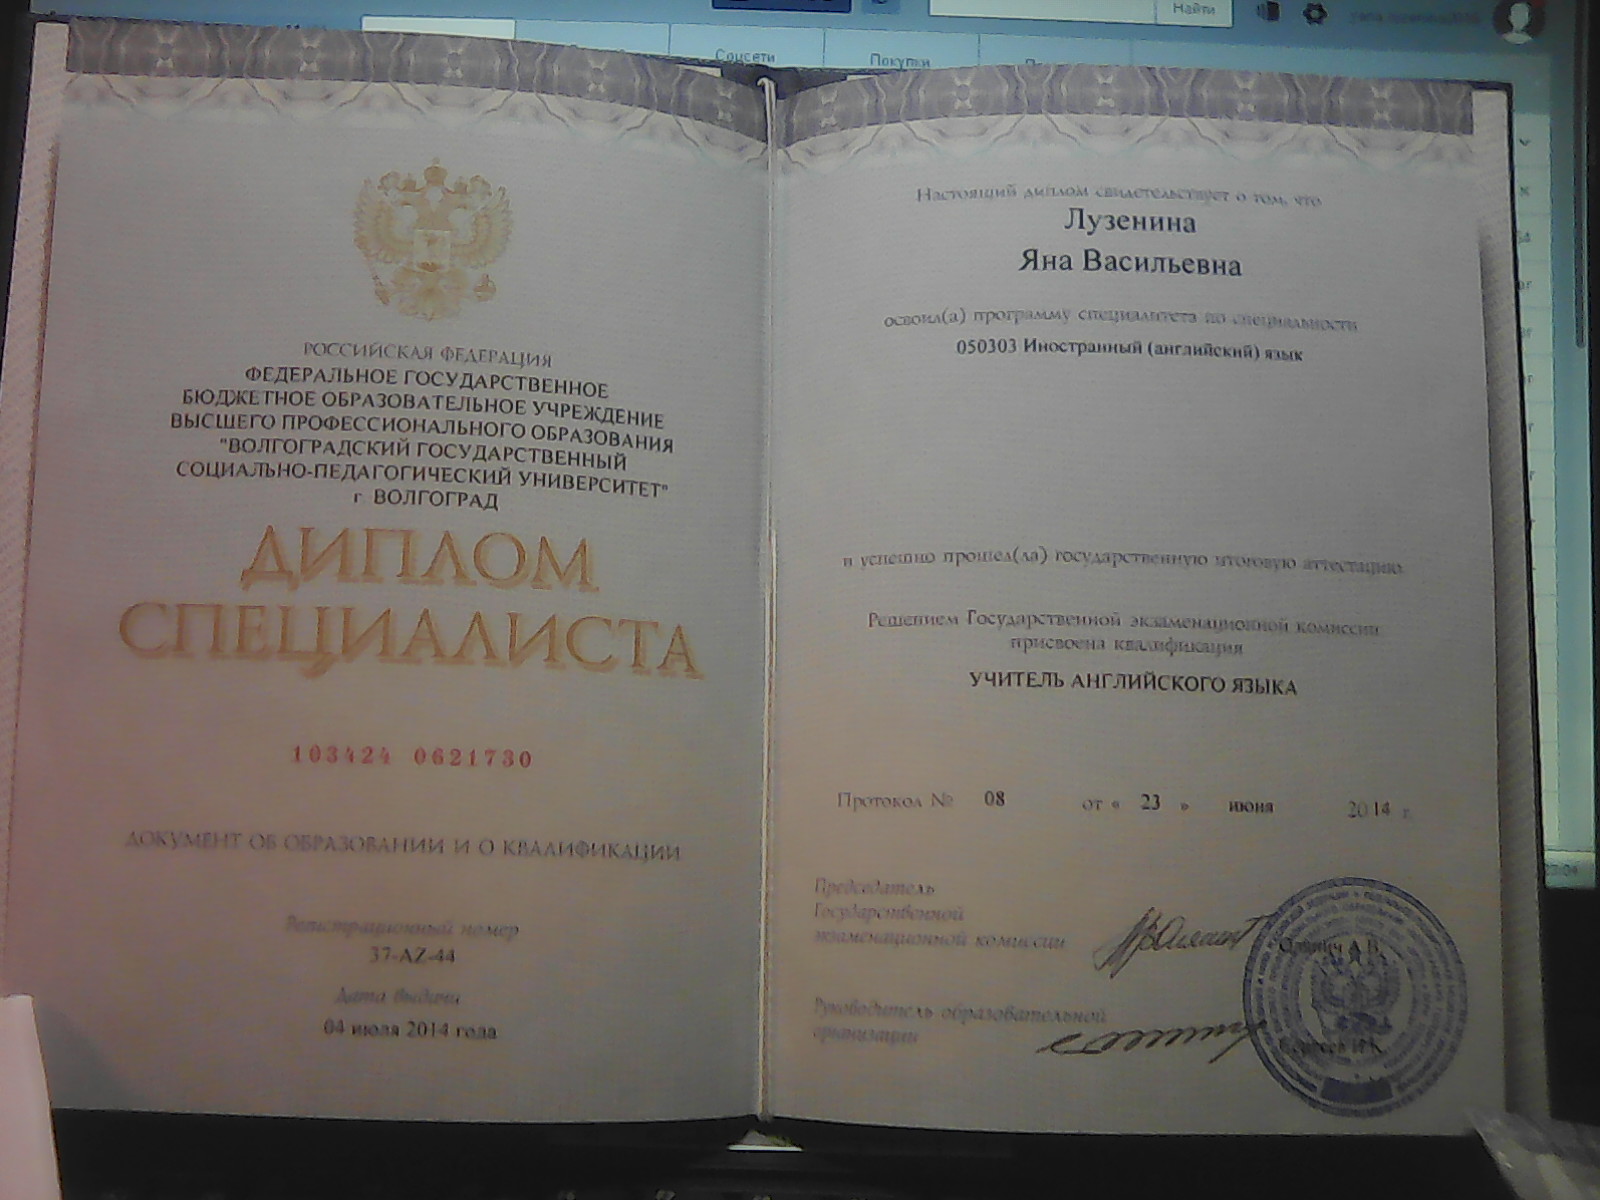 Найти
Соцсети
Покупки
РОССИЙСКАЯ ФЕДЕРАЦИЯ
ФЕДЕРАЛЬНОЕ ГОСУДАРСТВЕННОЕ
БЮДЖЕТНОЕ ОБРАЗОВАТЕЛЬНОЕ УЧРЕЖДЕНИЕ
ВЫСШЕГО ПРОФЕССИОНАЛЬНОГО ОБРАЗОВАНИЯ
"ВОЛГОГРАДСКИЙ ГОСУДАРСТВЕННЫЙ
СОЦИАЛЬНО-ПЕДАГОГИЧЕСКИЙ УНИВЕРСИТЕТ"
г ВОЛГОГРАД
ДИПЛОМ
СПЕЦИАЛИСТА
103424 0621730
ДОКУМЕНТ ОБ ОБРАЗОВАНИИ И О КВАЛИФИКАЦИИ
Регистрационный номер
37-AZ-44
Дата выдачи
04 июля 2014 года
Настоящий диплом свидетельствует о том, что
Лузенина
Яна Васильевна
освоил(а) программу специалитета по специальности
050303 Иностранный (английский) язык
и успешно прошел(ла) государственную итоговую аттестацию
Решением Государственной экзаменационной комиссии
присвоена квалификация
УЧИТЕЛЬ АНГЛИЙСКОГО ЯЗЫКА
Протокол № 08 от « 23 » июня 2014 г.
Председатель
Государственной
экзаменационной комиссии
А.В.
Руководитель образовательной
организации